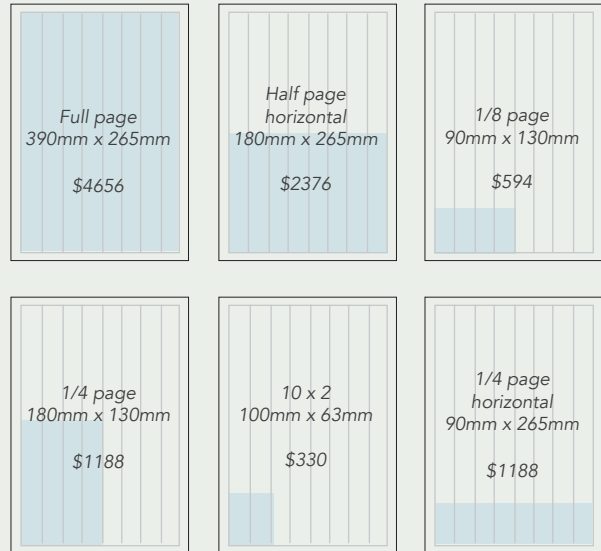 Full page
390mm x 265mm
$4656
Half page
horizontal
180mm x 265mm
$2376
1/8 page
90mm x 130mm
$594
1/4 page
180mm x 130mm
$1188
10 x 2
100mm x 63mm
$330
1/4 page
horizontal
90mm x 265mm
$1188